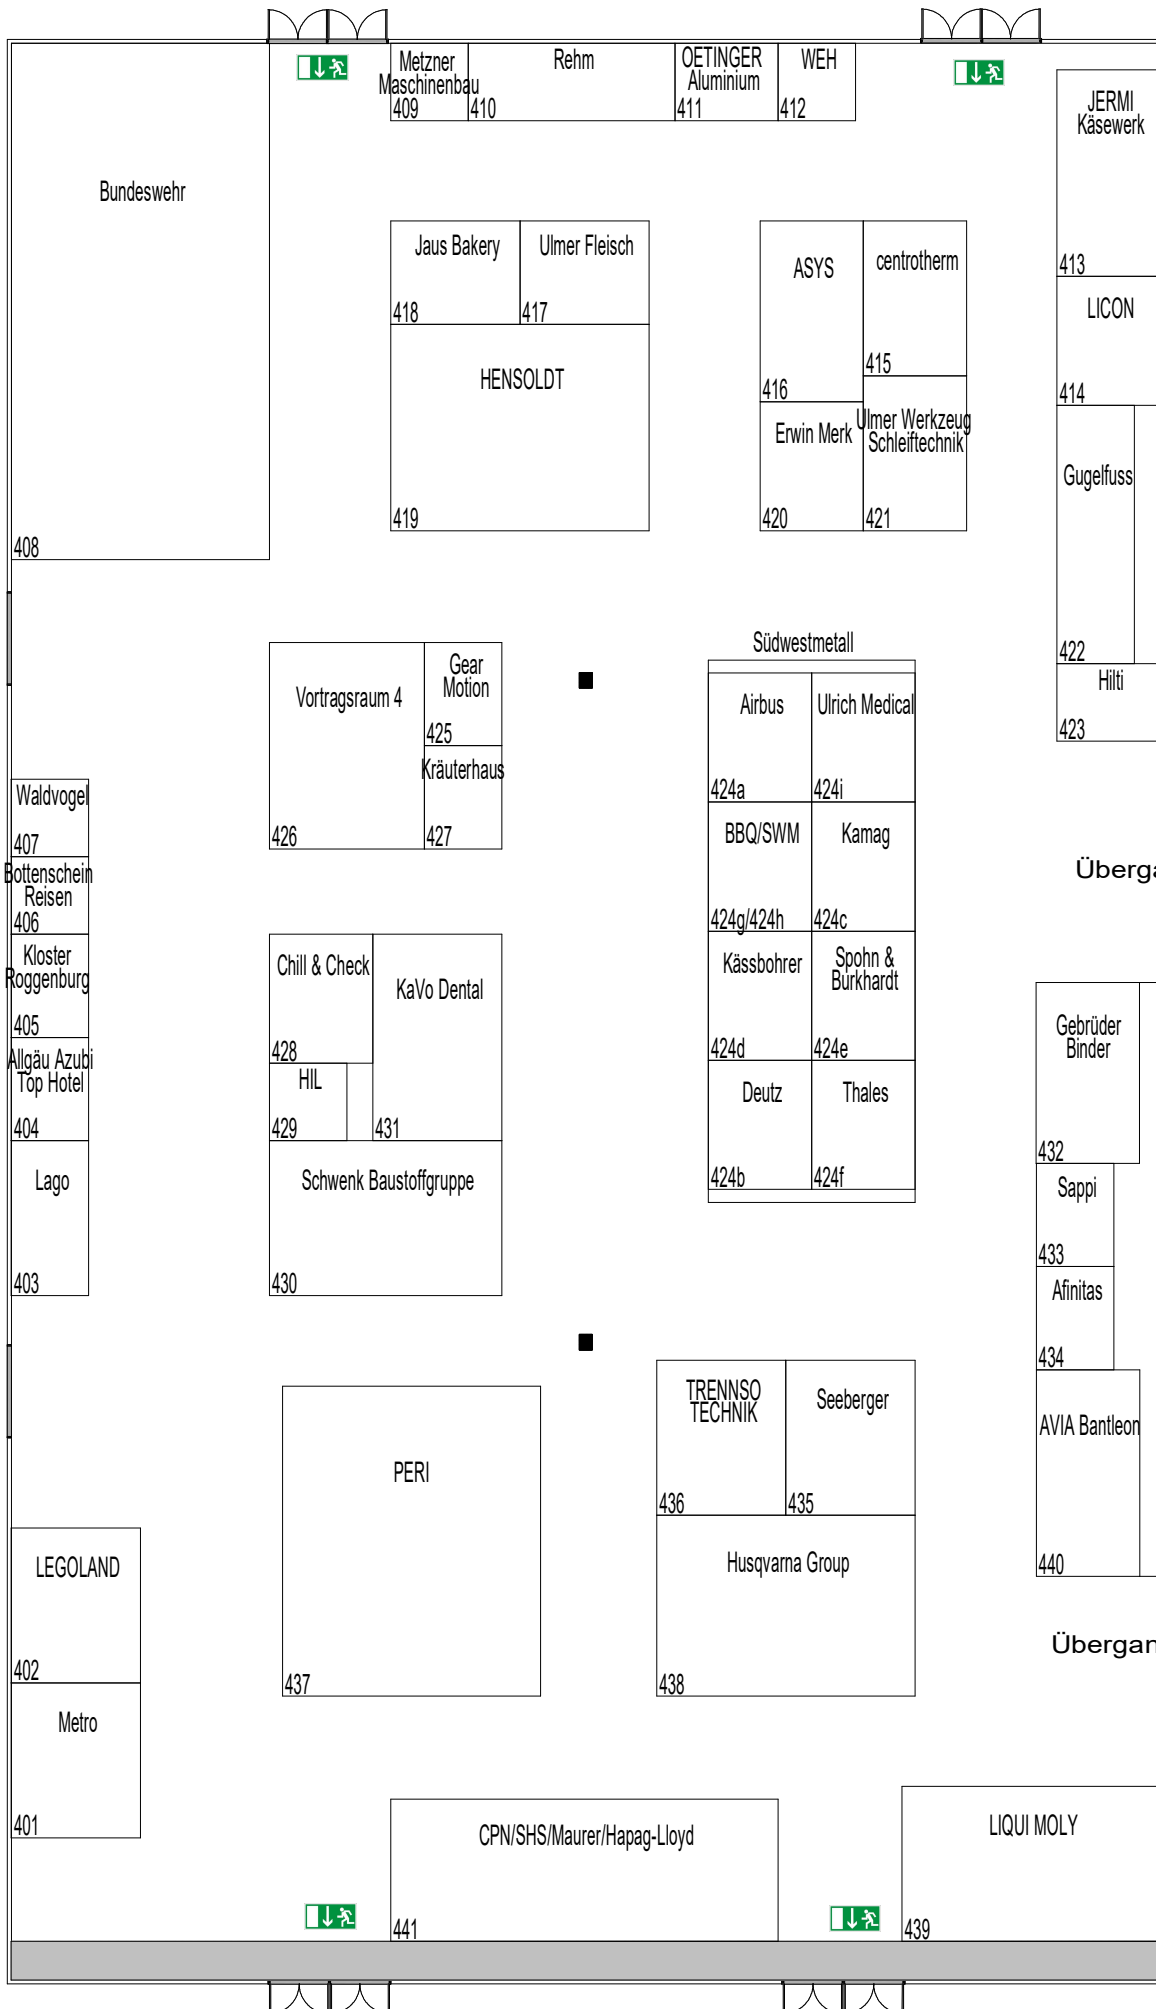 Metzner
Maschinenbau
409
Rehm
410
OETINGER
Aluminium
411
WEH
412
JERMI
Käsewerk
413
Bundeswehr
408
Jaus Bakery
418
Ulmer Fleisch
417
HENSOLDT
419
ASYS
416
centrotherm
415
Erwin Merk
420
Ulmer Werkzeug
Schleiftechnik
421
LICON
414
Gugelfuss
422
Hilti
423
Vortragsraum 4
426
Gear
Motion
425
Kräuterhaus
427
Südwestmetall
Airbus
424a
Ulrich Medical
424i
BBQ/SWM
424g/424h
Kamag
424c
Kässbohrer
424d
Spohn &
Burkhardt
424e
Deutz
424b
Thales
424f
Waldvogel
407
Bottenschein
Reisen
406
Kloster
Roggenburg
405
Allgäu Azubi
Top Hotel
404
Lago
403
Chill & Check
428
KaVo Dental
431
HIL
429
Schwenk Baustoffgruppe
430
Überga
Gebrüder
Binder
432
Sappi
433
Afinitas
434
AVIA Bantleon
440
PERI
437
TRENNSO
TECHNIK
436
Seeberger
435
Husqvarna Group
438
Übergan
LEGOLAND
402
Metro
401
CPN/SHS/Maurer/Hapag-Lloyd
441
LIQUI MOLY
439